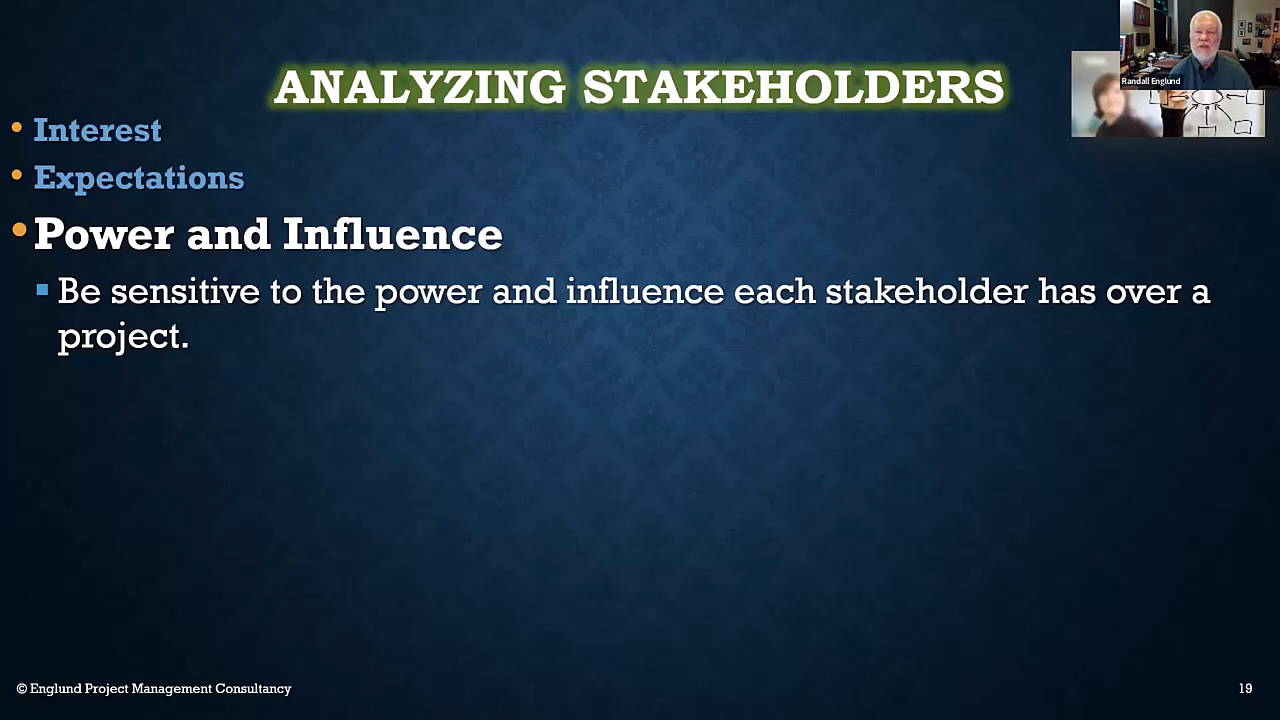 ANALYZING STAKEHOLDERS
Randall Englund
• Interest
• Expectations
• Power and Influence
▪ Be sensitive to the power and influence each stakeholder has over a
project.
© Englund Project Management Consultancy
19